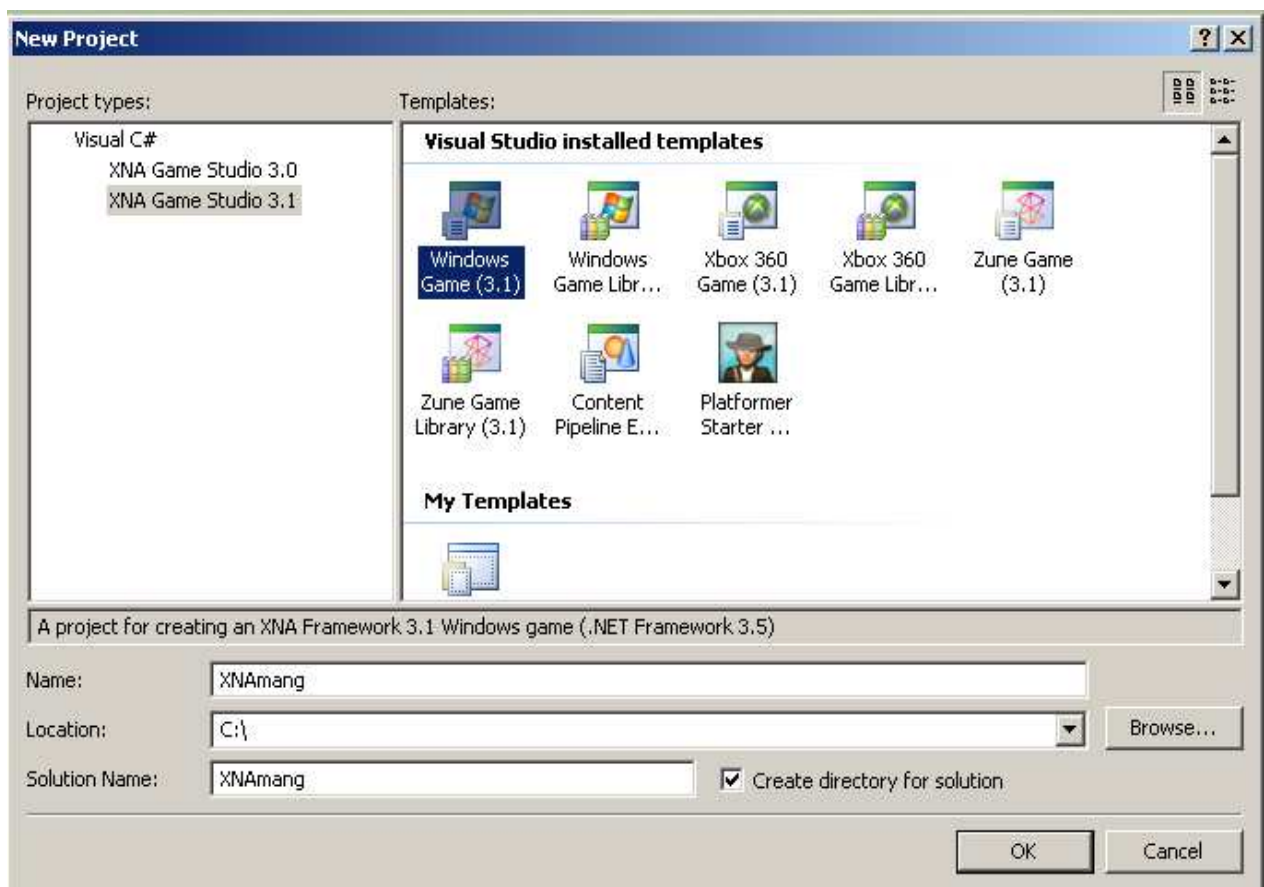 New Project
Project types:
Templates:
Visual C#
XNA Game Studio 3.0
XNA Game Studio 3.1
Visual Studio installed templates
Windows Game (3.1)
Windows Game Libr...
Xbox 360 Game (3.1)
Xbox 360 Game Libr...
Zune Game (3.1)
Zune Game Library (3.1)
Content Pipeline E...
Platformer Starter ...
My Templates
A project for creating an XNA Framework 3.1 Windows game (.NET Framework 3.5)
Name:
XNAmang
Location:
C:\
Browse...
Solution Name:
XNAmang
Create directory for solution
OK
Cancel